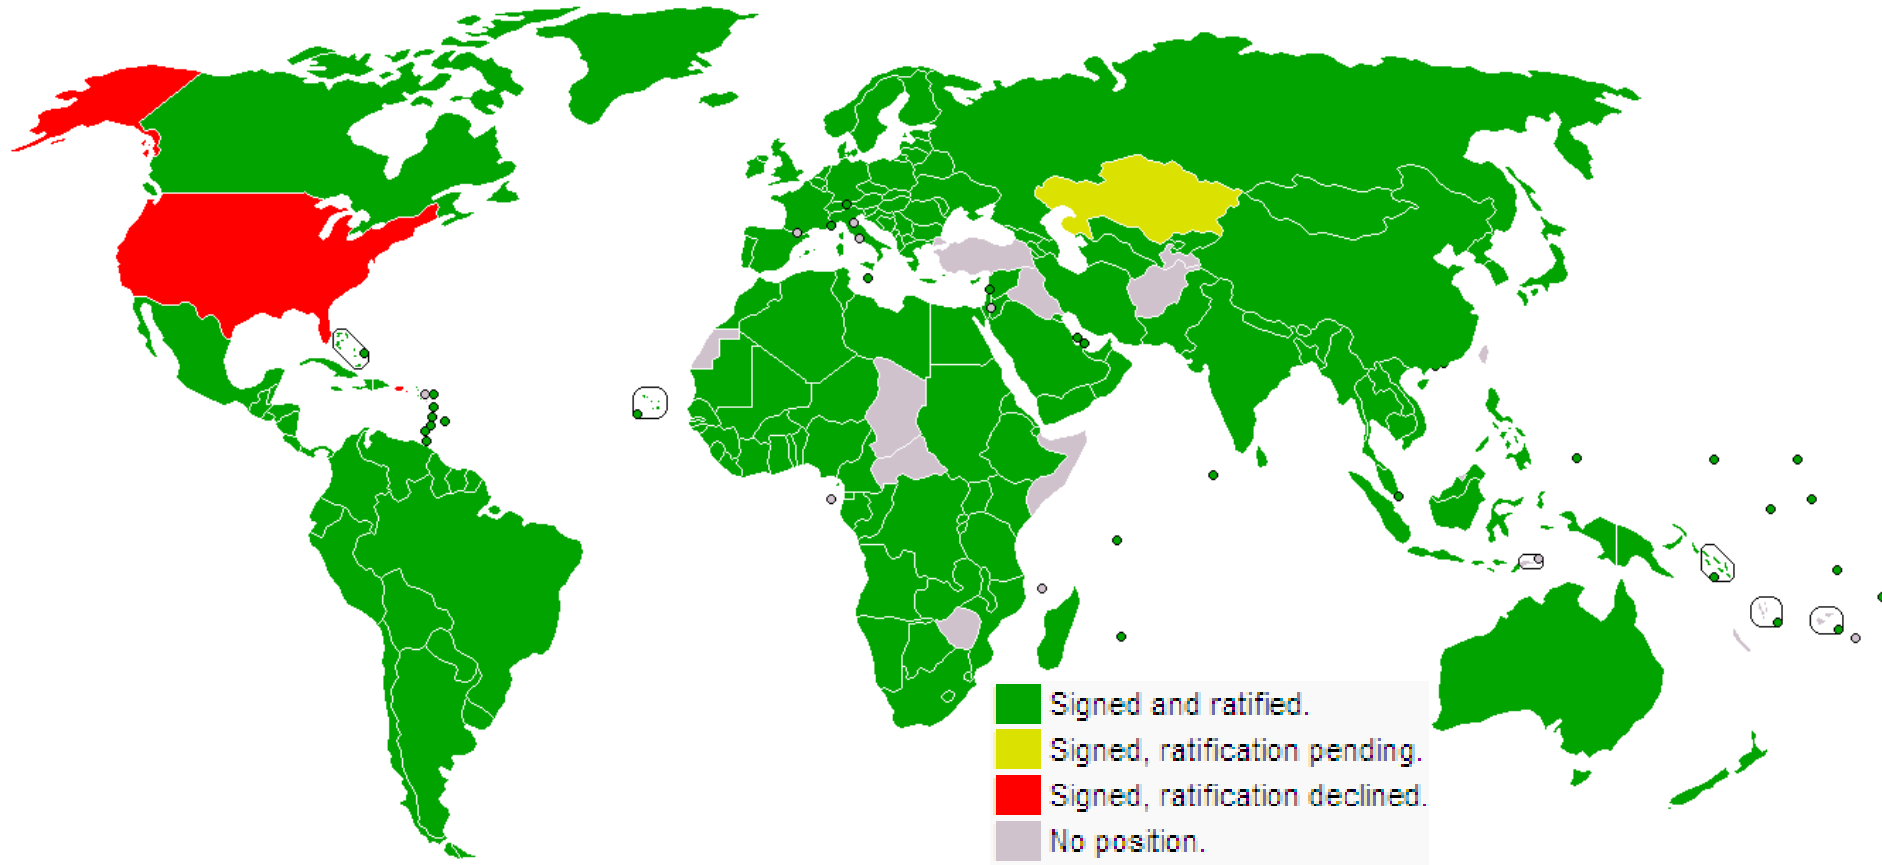 Signed and ratified.
Signed, ratification pending.
Signed, ratification declined.
No position.